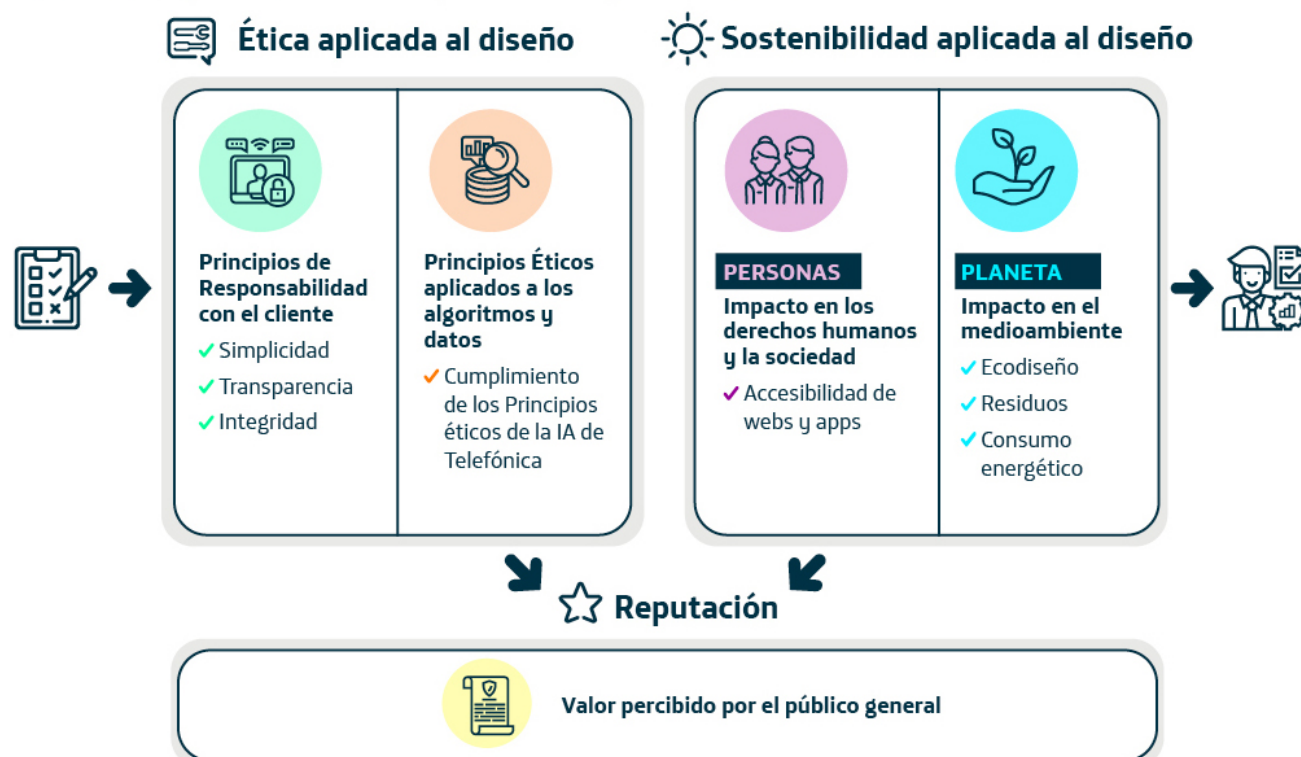 Ética aplicada al diseño
Sostenibilidad aplicada al diseño
Principios de
Responsabilidad
con el cliente
Simplicidad
Transparencia
Integridad
Principios Éticos
aplicados a los
algoritmos y
datos
Cumplimiento
de los Principios
éticos de la IA de
Telefónica
PERSONAS
Impacto en los
derechos humanos
y la sociedad
Accesibilidad de
webs y apps
PLANETA
Impacto en el
medioambiente
Ecodiseño
Residuos
Consumo
energético
Reputación
Valor percibido por el público general